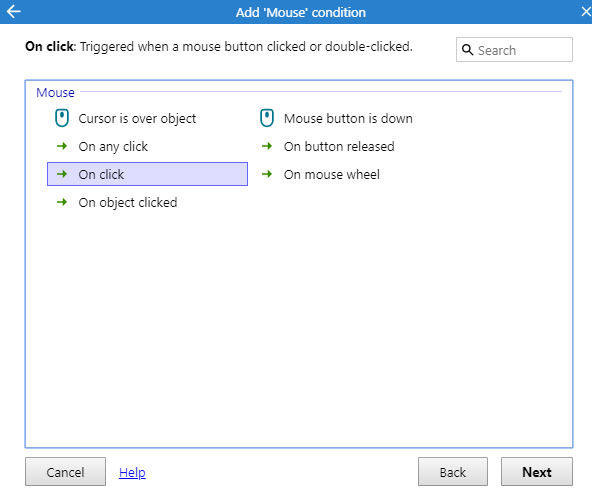 Add 'Mouse' condition
On click: Triggered when a mouse button clicked or double-clicked.
Search
Mouse
Cursor is over object
Mouse button is down
On any click
On button released
On click
On mouse wheel
On object clicked
Cancel
Help
Back
Next